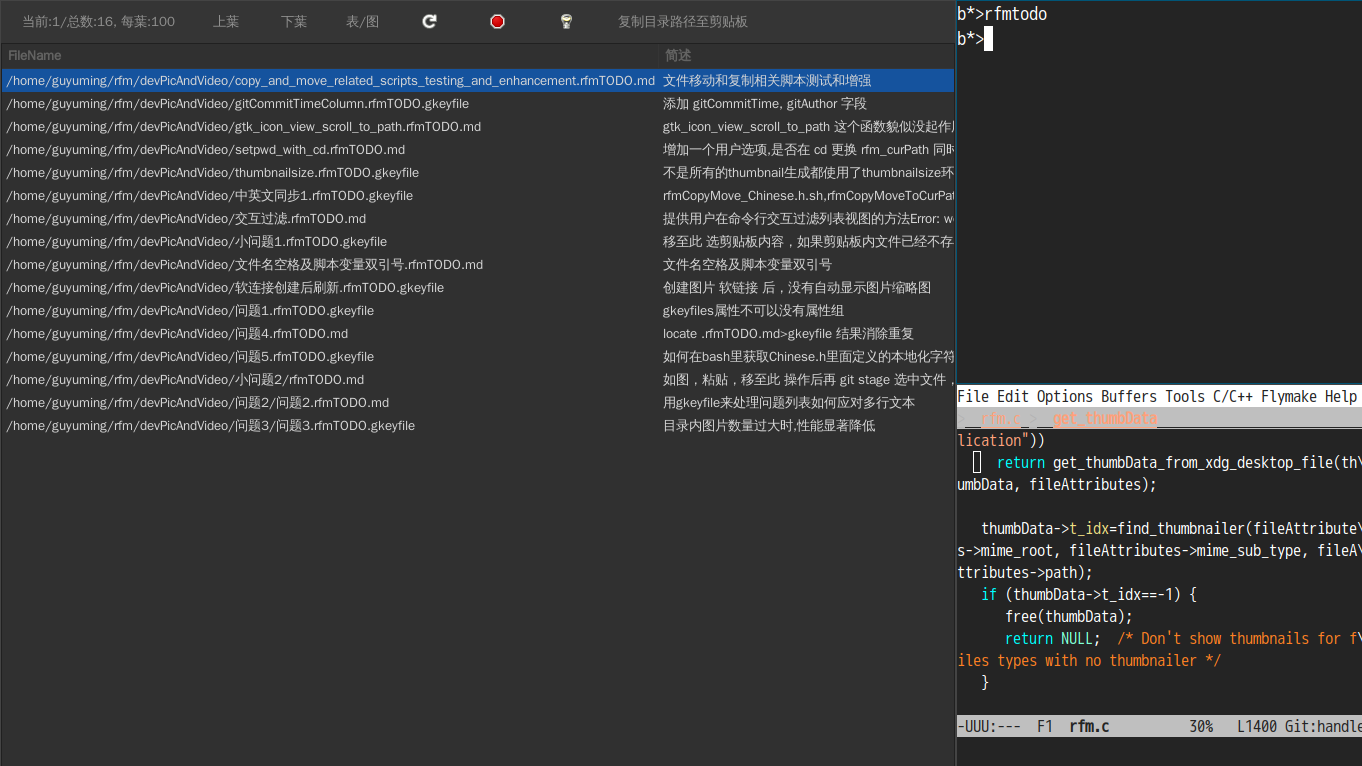 当前:1/总数:16, 每葉:100 上葉 下葉 表/图 复制目录路径至剪贴板
FileName 简述
/home/guyuming/rfm/devPicAndVideo/copy_and_move_related_scripts_testing_and_enhancement.rfmTODO.md 文件移动和复制相关脚本测试和增强
/home/guyuming/rfm/devPicAndVideo/gitCommitTimeColumn.rfmTODO.gkeyfile 添加 gitCommitTime, gitAuthor 字段
/home/guyuming/rfm/devPicAndVideo/gtk_icon_view_scroll_to_path.rfmTODO.md gtk_icon_view_scroll_to_path 这个函数貌似没起作
/home/guyuming/rfm/devPicAndVideo/setpwd_with_cd.rfmTODO.md 增加一个用户选项,是否在 cd 更换 rfm_curPath 同时
/home/guyuming/rfm/devPicAndVideo/thumbnailsize.rfmTODO.gkeyfile 不是所有的thumbnail生成都使用了thumbnailsize环
/home/guyuming/rfm/devPicAndVideo/中英文同步1.rfmTODO.gkeyfile rfmCopyMove_Chinese.h.sh,rfmCopyMoveToCurPat
/home/guyuming/rfm/devPicAndVideo/交互过滤.rfmTODO.md 提供用户在命令行交互过滤列表视图的方法Error: w
/home/guyuming/rfm/devPicAndVideo/小问题1.rfmTODO.gkeyfile 移至此 选剪贴板内容，如果剪贴板内文件已经不存
/home/guyuming/rfm/devPicAndVideo/文件名空格及脚本变量双引号.rfmTODO.md 文件名空格及脚本变量双引号
/home/guyuming/rfm/devPicAndVideo/软连接创建后刷新.rfmTODO.gkeyfile 创建图片 软链接 后，没有自动显示图片缩略图
/home/guyuming/rfm/devPicAndVideo/问题1.rfmTODO.gkeyfile gkeyfiles属性不可以没有属性组
/home/guyuming/rfm/devPicAndVideo/问题4.rfmTODO.md locate .rfmTODO.md>gkeyfile 结果消除重复
/home/guyuming/rfm/devPicAndVideo/问题5.rfmTODO.gkeyfile 如何在bash里获取Chinese.h里面定义的本地化字符
/home/guyuming/rfm/devPicAndVideo/小问题2/rfmTODO.md 如图，粘贴，移至此 操作后再 git stage 选中文件，
/home/guyuming/rfm/devPicAndVideo/问题2/问题2.rfmTODO.md 用gkeyfile来处理问题列表如何应对多行文本
/home/guyuming/rfm/devPicAndVideo/问题3/问题3.rfmTODO.gkeyfile 目录内图片数量过大时,性能显著降低
b*>rfmtodo
b*>
File Edit Options Buffers Tools C/C++ Flymake Help
> rfm.c > get_thumbData
lication"))
return get_thumbData_from_xdg_desktop_file(th\
umbData, fileAttributes);
thumbData->t_idx=find_thumbnailer(fileAttribute\
s->mime_root, fileAttributes->mime_sub_type, fileA\
ttributes->path);
if (thumbData->t_idx==-1) {
free(thumbData);
return NULL; /* Don't show thumbnails for f\
iles types with no thumbnailer */
}
-UUU:--- F1 rfm.c 30% L1400 Git:handle